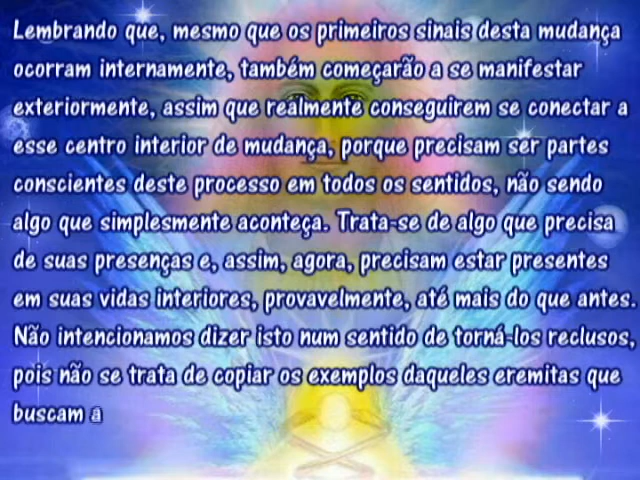 Lembrando que, mesmo que os primeiros sinais desta mudança
ocorram internamente, também começarão a se manifestar
exteriormente, assim que realmente conseguirem se conectar a
esse centro interior de mudança, porque precisam ser partes
conscientes deste processo em todos os sentidos, não sendo
algo que simplesmente aconteça. Trata-se de algo que precisa
de suas presenças e, assim, agora, precisam estar presentes
em suas vidas interiores, provavelmente, até mais do que antes.
Não intencionamos dizer isto num sentido de torná-los reclusos,
pois não se trata de copiar os exemplos daqueles eremitas que
buscam a